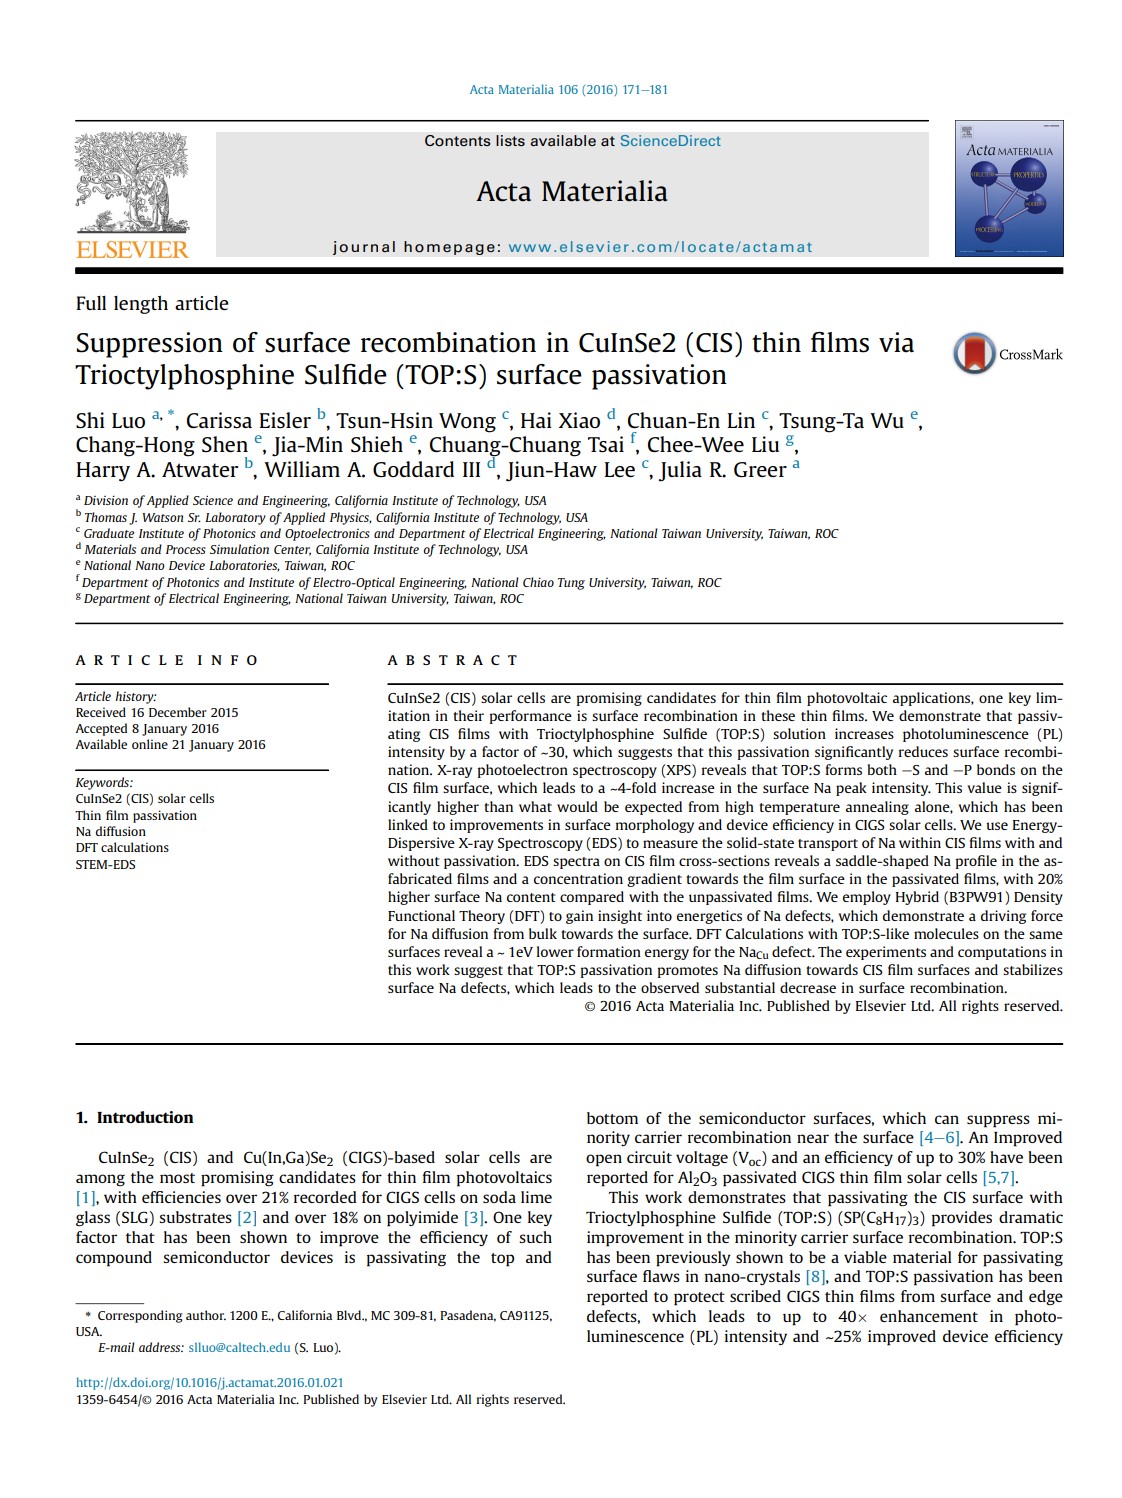 Acta Materialia 106 (2016) 171–181
ELSEVIER
Contents lists available at ScienceDirect
Acta Materialia
journal homepage: www.elsevier.com/locate/actamat
Acta MATERIALIA
STRUCTURE
PROPERTIES
PROCESSING
Full length article
Suppression of surface recombination in CuInSe2 (CIS) thin films via
Trioctylphosphine Sulfide (TOP:S) surface passivation
CrossMark
Shi Luo a, *, Carissa Eisler b, Tsun-Hsin Wong c, Hai Xiao d, Chuan-En Lin c, Tsung-Ta Wu e,
Chang-Hong Shen e, Jia-Min Shieh e, Chuang-Chuang Tsai f, Chee-Wee Liu g,
Harry A. Atwater b, William A. Goddard III d, Jiun-Haw Lee c, Julia R. Greer a
a Division of Applied Science and Engineering, California Institute of Technology, USA
b Thomas J. Watson Sr. Laboratory of Applied Physics, California Institute of Technology, USA
c Graduate Institute of Photonics and Optoelectronics and Department of Electrical Engineering, National Taiwan University, Taiwan, ROC
d Materials and Process Simulation Center, California Institute of Technology, USA
e National Nano Device Laboratories, Taiwan, ROC
f Department of Photonics and Institute of Electro-Optical Engineering, National Chiao Tung University, Taiwan, ROC
g Department of Electrical Engineering, National Taiwan University, Taiwan, ROC
ARTICLE INFO
Article history:
Received 16 December 2015
Accepted 8 January 2016
Available online 21 January 2016
Keywords:
CuInSe2 (CIS) solar cells
Thin film passivation
Na diffusion
DFT calculations
STEM-EDS
ABSTRACT
CuInSe2 (CIS) solar cells are promising candidates for thin film photovoltaic applications, one key lim-
itation in their performance is surface recombination in these thin films. We demonstrate that passiv-
ating CIS films with Trioctylphosphine Sulfide (TOP:S) solution increases photoluminescence (PL)
intensity by a factor of ~30, which suggests that this passivation significantly reduces surface recombi-
nation. X-ray photoelectron spectroscopy (XPS) reveals that TOP:S forms both –S and –P bonds on the
CIS film surface, which leads to a ~4-fold increase in the surface Na peak intensity. This value is signif-
icantly higher than what would be expected from high temperature annealing alone, which has been
linked to improvements in surface morphology and device efficiency in CIGS solar cells. We use Energy-
Dispersive X-ray Spectroscopy (EDS) to measure the solid-state transport of Na within CIS films with and
without passivation. EDS spectra on CIS film cross-sections reveals a saddle-shaped Na profile in the as-
fabricated films and a concentration gradient towards the film surface in the passivated films, with 20%
higher surface Na content compared with the unpassivated films. We employ Hybrid (B3PW91) Density
Functional Theory (DFT) to gain insight into energetics of Na defects, which demonstrate a driving force
for Na diffusion from bulk towards the surface. DFT Calculations with TOP:S-like molecules on the same
surfaces reveal a ~ 1eV lower formation energy for the NaCu defect. The experiments and computations in
this work suggest that TOP:S passivation promotes Na diffusion towards CIS film surfaces and stabilizes
surface Na defects, which leads to the observed substantial decrease in surface recombination.
© 2016 Acta Materialia Inc. Published by Elsevier Ltd. All rights reserved.
1. Introduction
CuInSe2 (CIS) and Cu(In,Ga)Se2 (CIGS)-based solar cells are
among the most promising candidates for thin film photovoltaics
[1], with efficiencies over 21% recorded for CIGS cells on soda lime
glass (SLG) substrates [2] and over 18% on polyimide [3]. One key
factor that has been shown to improve the efficiency of such
compound semiconductor devices is passivating the top and
bottom of the semiconductor surfaces, which can suppress mi-
nority carrier recombination near the surface [4–6]. An Improved
open circuit voltage (Voc) and an efficiency of up to 30% have been
reported for Al2O3 passivated CIGS thin film solar cells [5,7].
This work demonstrates that passivating the CIS surface with
Trioctylphosphine Sulfide (TOP:S) (SP(C8H17)3) provides dramatic
improvement in the minority carrier surface recombination. TOP:S
has been previously shown to be a viable material for passivating
surface flaws in nano-crystals [8], and TOP:S passivation has been
reported to protect scribed CIGS thin films from surface and edge
defects, which leads to up to 40× enhancement in photo-
luminescence (PL) intensity and ~25% improved device efficiency
* Corresponding author. 1200 E., California Blvd., MC 309-81, Pasadena, CA91125,
USA.
E-mail address: slluo@caltech.edu (S. Luo).
http://dx.doi.org/10.1016/j.actamat.2016.01.021
1359-6454/© 2016 Acta Materialia Inc. Published by Elsevier Ltd. All rights reserved.